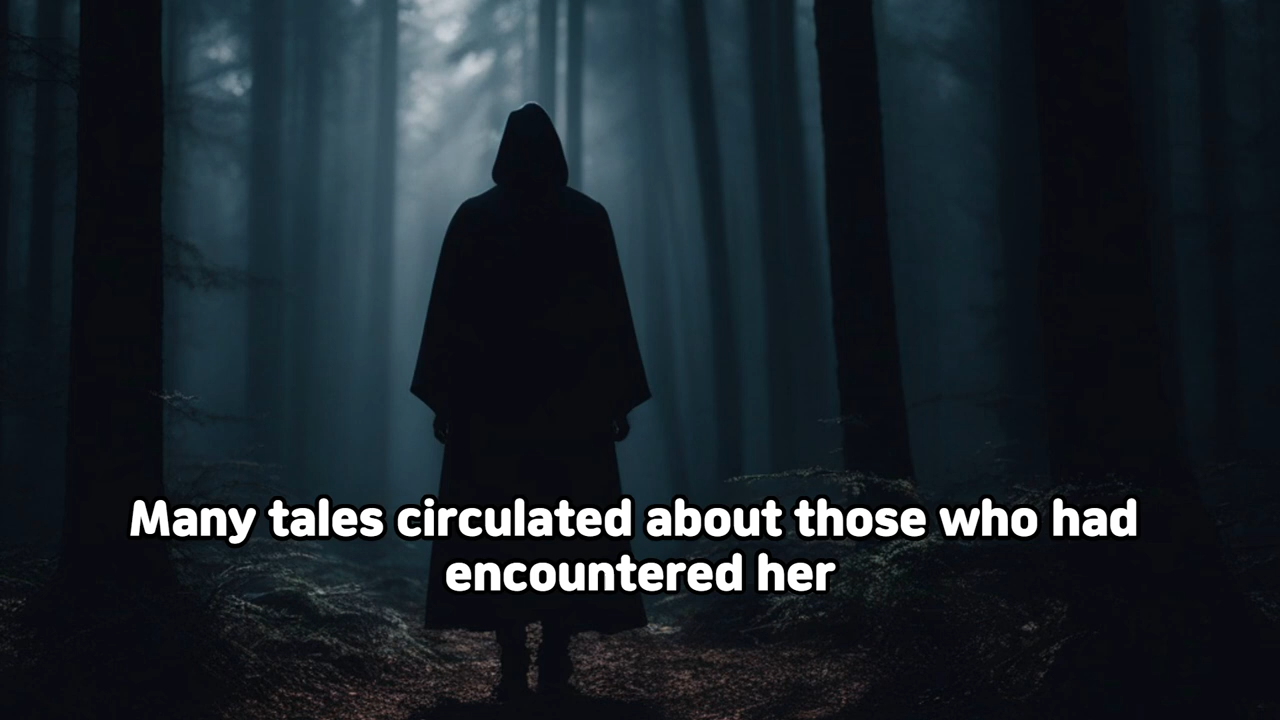 Many tales circulated about those who had
encountered her